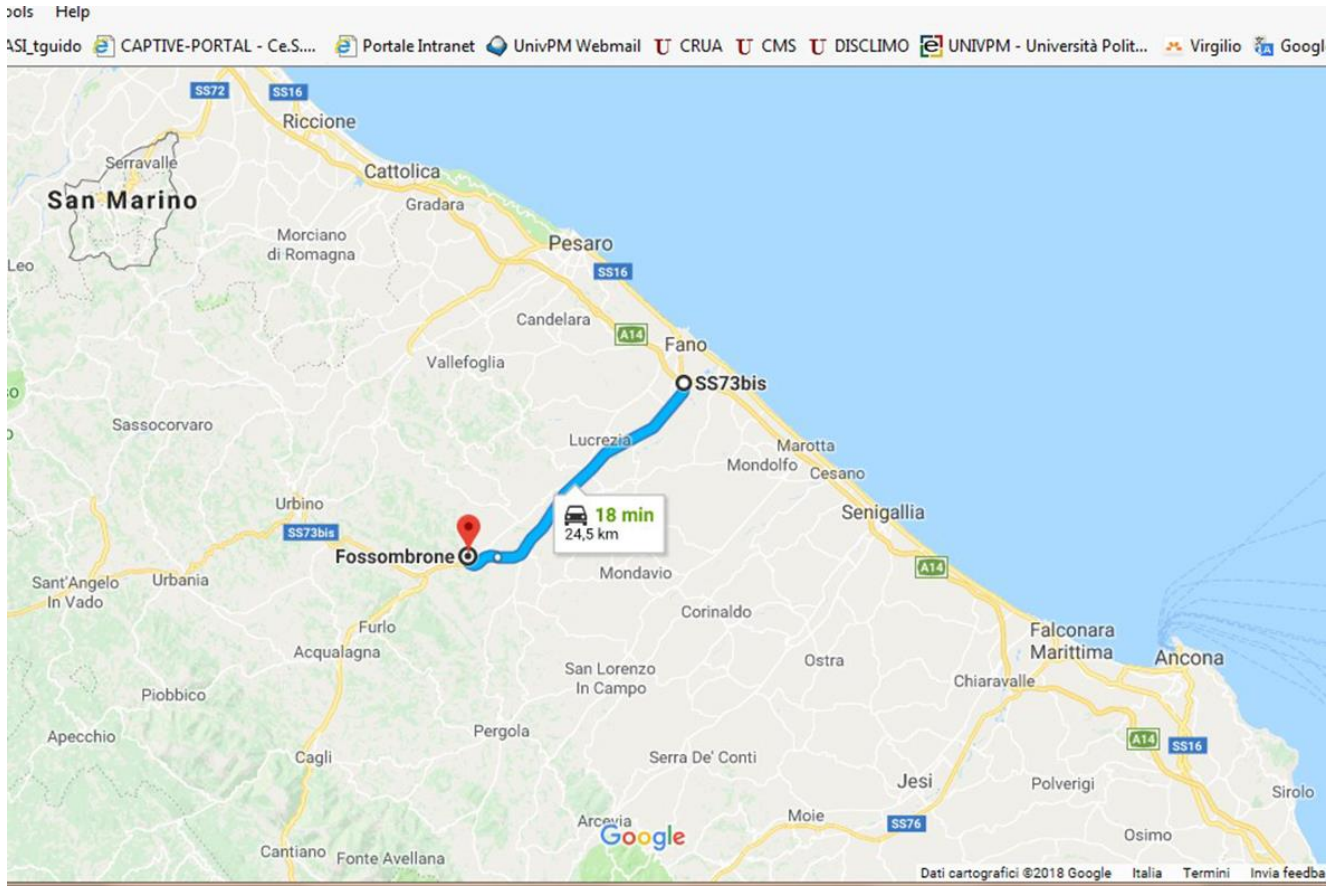 ools Help
ASI_tguido CAPTIVE-PORTAL - Ce.S.... Portale Intranet UnivPM Webmail CRUA CMS DISCLIMO UNIVPM - Università Polit... Virgilio Googl
SS72 SS16
Riccione
Serravalle
Cattolica
San Marino
Gradara
Morciano
di Romagna
Pesaro
Leo
SS16
Candelara
A14
Fano
Vallefoglia
SS73bis
Sassocorvaro
Lucrezia
Marotta
Mondolfo
Cesano
Urbino
18 min
24,5 km
Senigallia
SS73bis
Fossombrone
A14
Sant'Angelo
In Vado
Urbania
Mondavio
Corinaldo
Furlo
Acqualagna
Falconara
Marittima
Ancona
San Lorenzo
In Campo
Ostra
Chiaravalle
Piobbico
Pergola
Apecchio
A14
SS16
Cagli
Serra De' Conti
Jesi
Polverigi
Sirolo
Arcevia
Moie
SS76
Google
Osimo
Cantiano
Fonte Avellana
Dati cartografici ©2018 Google Italia Termini Invia feedba